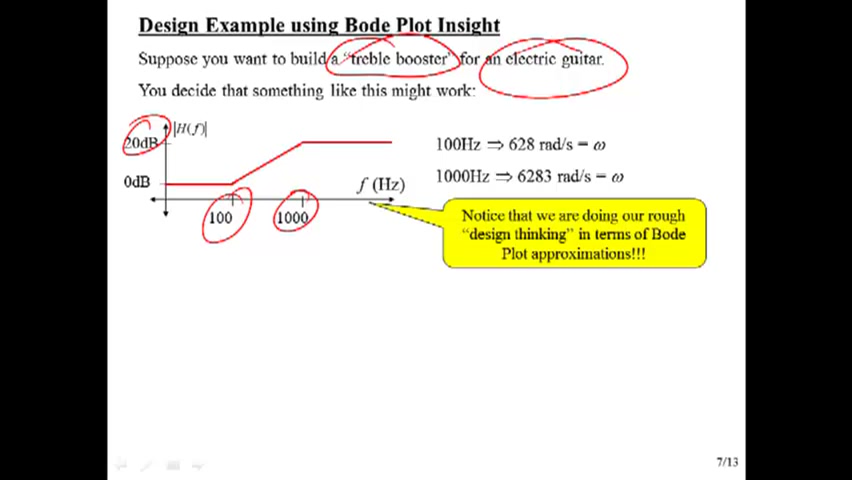 Design Example using Bode Plot Insight
Suppose you want to build a "treble booster" for an electric guitar.
You decide that something like this might work:
|H(f)|
20dB
0dB
100
1000
f (Hz)
100Hz ⇒ 628 rad/s = ω
1000Hz ⇒ 6283 rad/s = ω
Notice that we are doing our rough
"design thinking" in terms of Bode
Plot approximations!!!
7/13